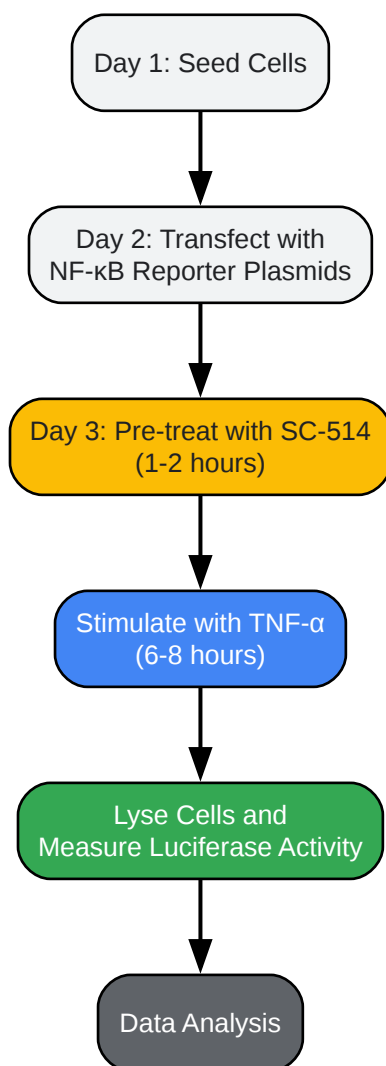 Day 1: Seed Cells
Day 2: Transfect with
NF-κB Reporter Plasmids
Day 3: Pre-treat with SC-514
(1-2 hours)
Stimulate with TNF-α
(6-8 hours)
Lyse Cells and
Measure Luciferase Activity
Data Analysis